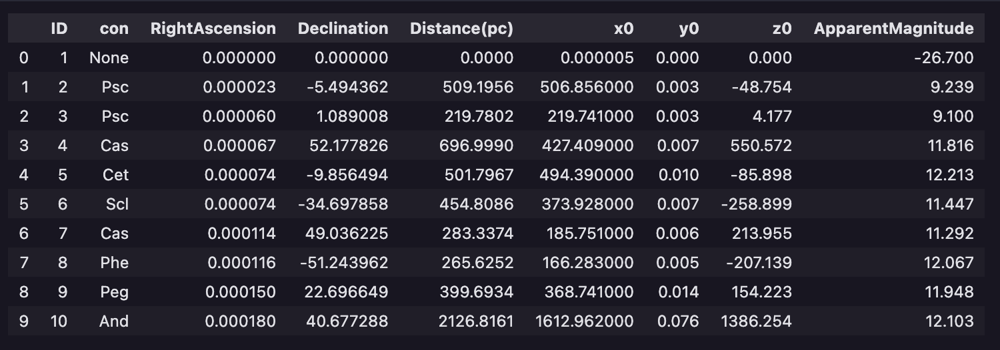 ID con RightAscension Declination Distance(pc) x0 y0 z0 ApparentMagnitude
0 1 None 0.000000 0.000000 0.0000 0.000005 0.000 0.000 -26.700
1 2 Psc 0.000023 -5.494362 509.1956 506.856000 0.003 -48.754 9.239
2 3 Psc 0.000060 1.089008 219.7802 219.741000 0.003 4.177 9.100
3 4 Cas 0.000067 52.177826 696.9990 427.409000 0.007 550.572 11.816
4 5 Cet 0.000074 -9.856494 501.7967 494.390000 0.010 -85.898 12.213
5 6 Scl 0.000074 -34.697858 454.8086 373.928000 0.007 -258.899 11.447
6 7 Cas 0.000114 49.036225 283.3374 185.751000 0.006 213.955 11.292
7 8 Phe 0.000116 -51.243962 265.6252 166.283000 0.005 -207.139 12.067
8 9 Peg 0.000150 22.696649 399.6934 368.741000 0.014 154.223 11.948
9 10 And 0.000180 40.677288 2126.8161 1612.962000 0.076 1386.254 12.103